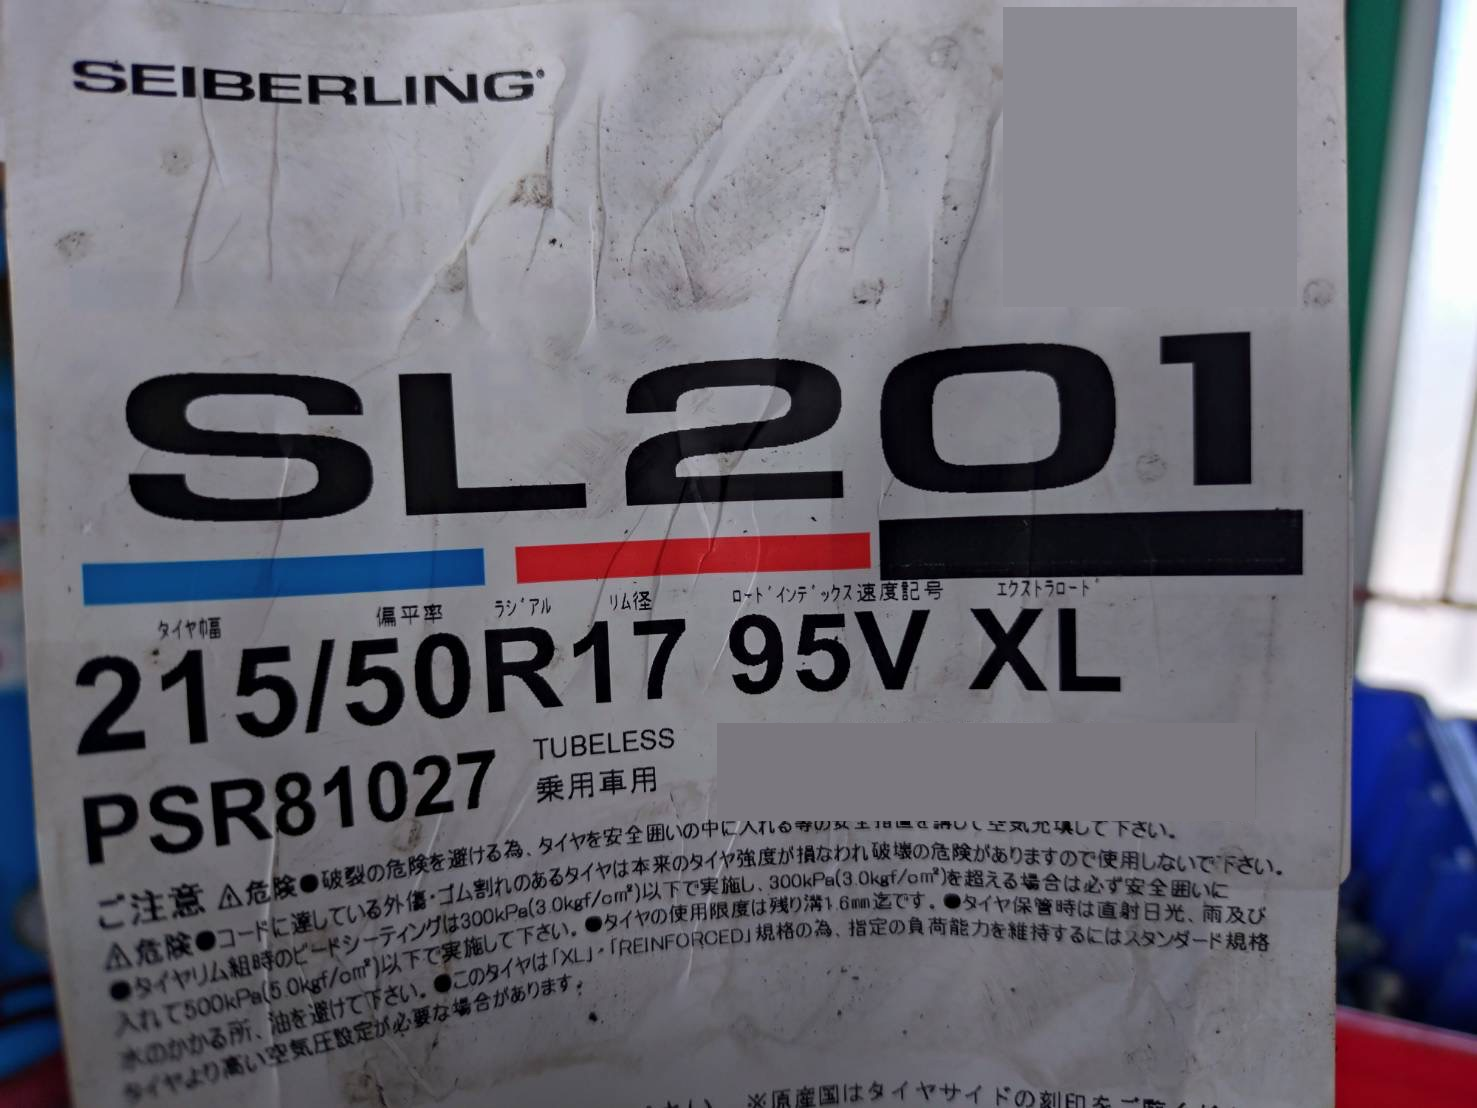 SEIBERLING
SL201
タイヤ幅 偏平率 ラジアル リム径 ロードインデックス 速度記号 エクストラロード
215/50R17 95V XL
PSR81027 TUBELESS
乗用車用
ご注意 ⚠危険●破裂の危険を避ける為、タイヤを安全囲いの中に入れる等の安全措置を講じて空気充填して下さい。
⚠危険●コードに達している外傷・ゴム割れのあるタイヤは本来のタイヤ強度が損なわれ破壊の危険がありますので使用しないで下さい。
●タイヤリム組時のビードシーティングは300kPa(3.0kgf/cm²)以下で実施し、300kPa(3.0kgf/cm²)を超える場合は必ず安全囲いに
入れて500kPa(5.0kgf/cm²)以下で実施して下さい。●タイヤの使用限度は残り溝1.6mm迄です。●タイヤ保管時は直射日光、雨及び
水のかかる所、油を避けて下さい。●このタイヤは「XL」・「REINFORCED」規格の為、指定の負荷能力を維持するにはスタンダード規格
タイヤより高い空気圧設定が必要な場合があります。
※原産国はタイヤサイドの刻印をご覧くだ